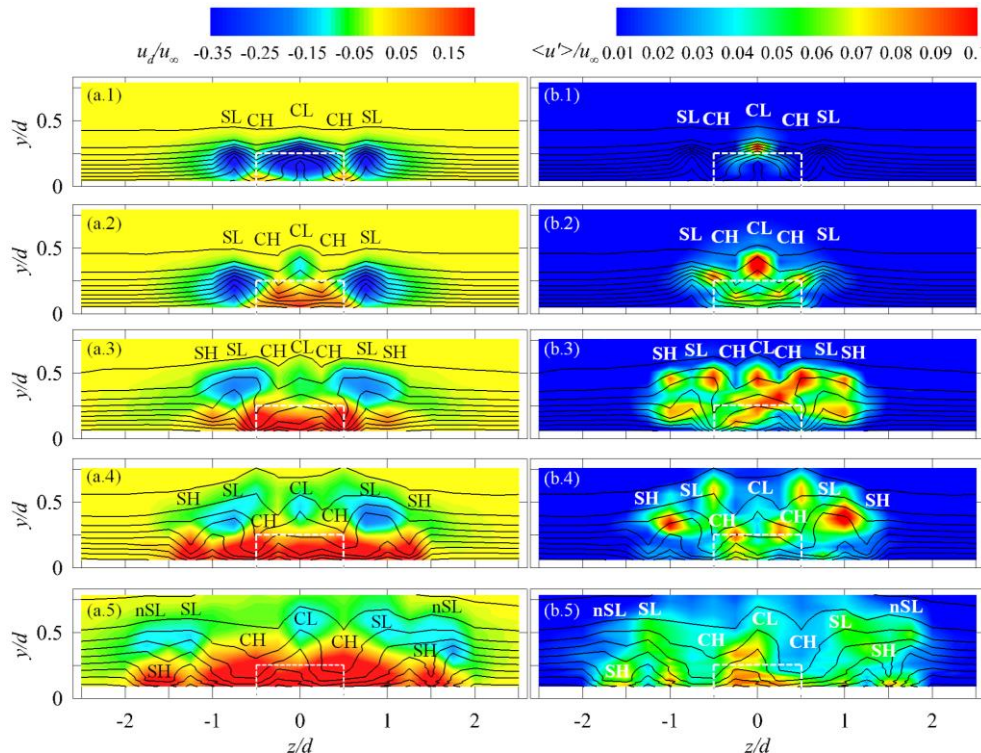 u_d/u_∞ -0.35 -0.25 -0.15 -0.05 0.05 0.15
<u'>/u_∞ 0.01 0.02 0.03 0.04 0.05 0.06 0.07 0.08 0.09 0.
(a.1) SL CH CL CH SL
y/d 0.5 0
(b.1) SL CH CL CH SL
(a.2) SL CH CL CH SL
y/d 0.5 0
(b.2) SL CH CL CH SL
(a.3) SH SL CH CL CH SL SH
y/d 0.5 0
(b.3) SH SL CH CL CH SL SH
(a.4) SH SL CH CL CH SL SH
y/d 0.5 0
(b.4) SH SL CH CL CH SL SH
(a.5) nSL SL SH CH CL CH SL nSL SH
y/d 0.5 0
(b.5) nSL SL SH CH CL CH SL nSL SH
-2 -1 0 1 2
z/d
-2 -1 0 1 2
z/d